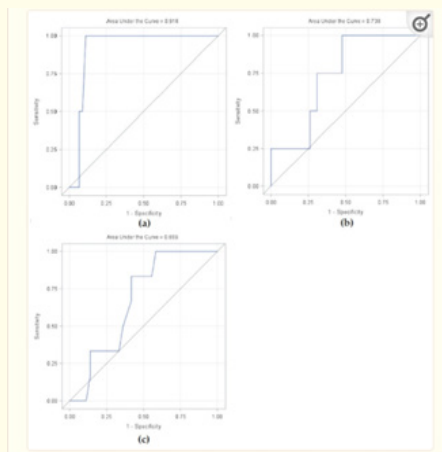 Area Under the Curve = 0.918
1.00
0.75
0.50
0.25
0.00
Sensitivity
0.00 0.25 0.50 0.75 1.00
1 - Specificity
(a)
Area Under the Curve = 0.738
1.00
0.75
0.50
0.25
0.00
Sensitivity
0.00 0.25 0.50 0.75 1.00
1 - Specificity
(b)
Area Under the Curve =
1.00
0.75
0.50
0.25
0.00
Sensitivity
0.00 0.25 0.50 0.75 1.00
1 - Specificity
(c)